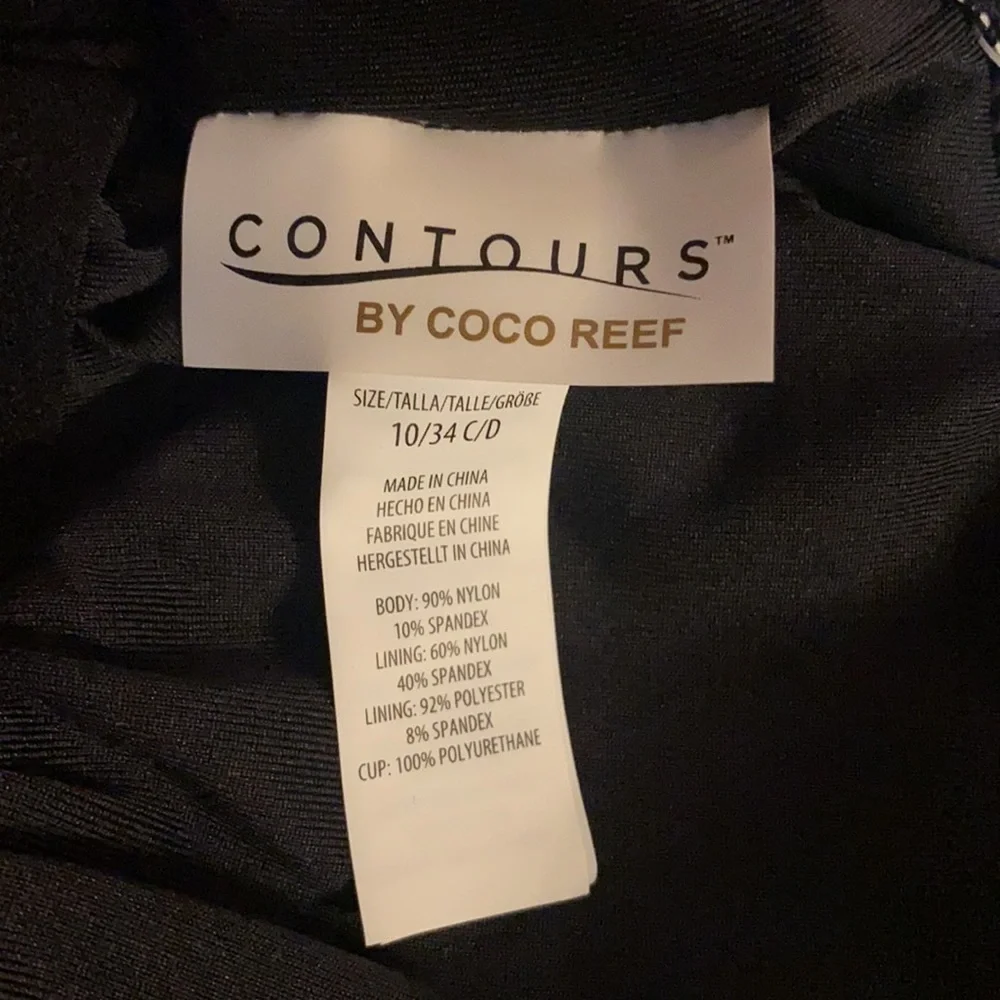 CONTOURS™
BY COCO REEF
SIZE/TALLA/TALLE/GRÖBE
10/34 C/D
MADE IN CHINA
HECHO EN CHINA
FABRIQUE EN CHINE
HERGESTELLT IN CHINA
BODY: 90% NYLON
10% SPANDEX
LINING: 60% NYLON
40% SPANDEX
LINING: 92% POLYESTER
8% SPANDEX
CUP: 100% POLYURETHANE